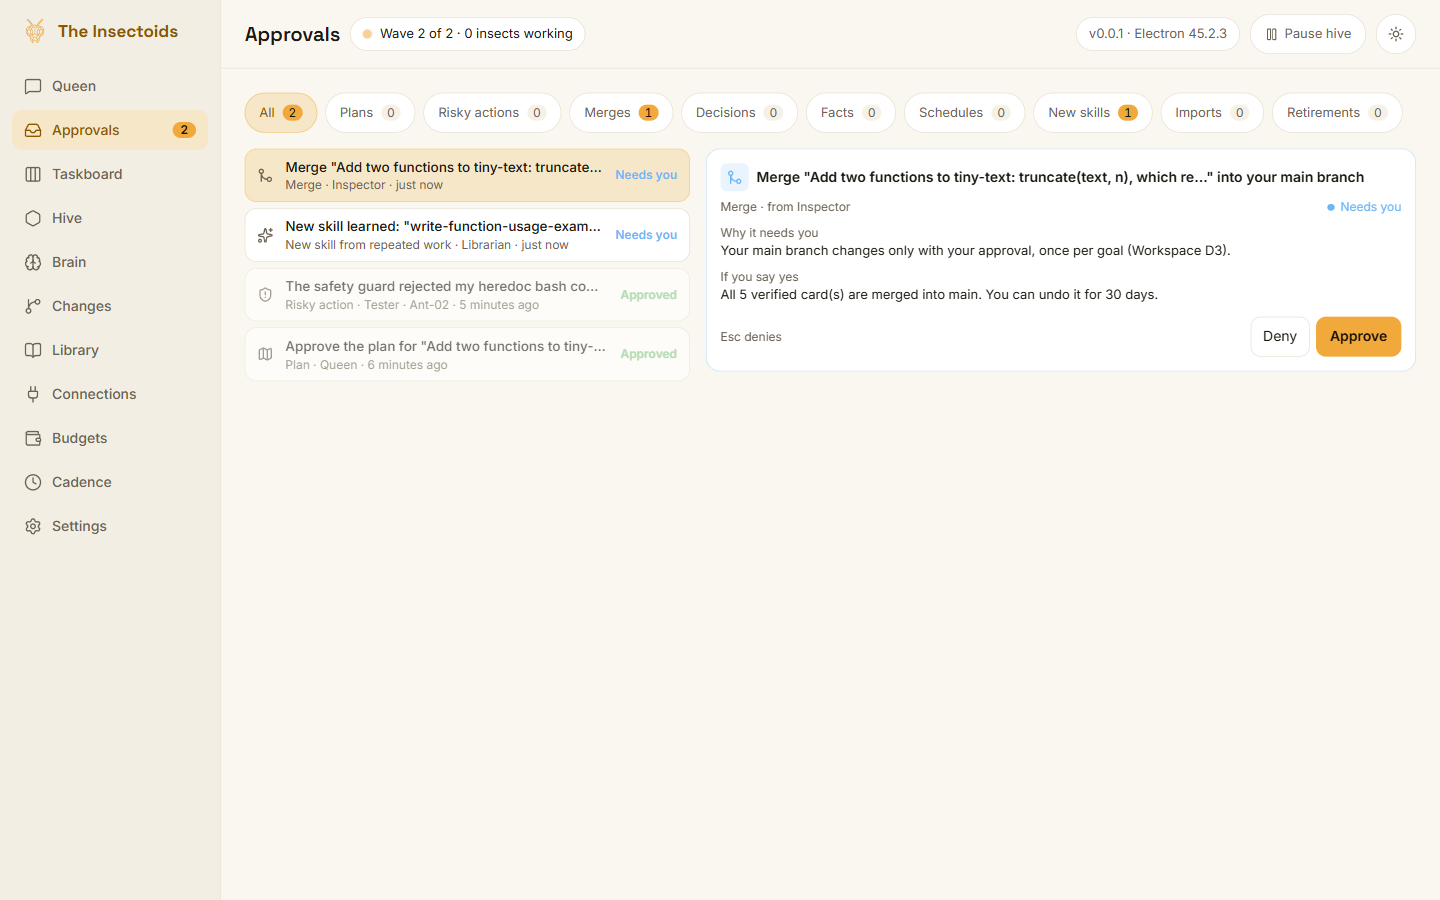 The Insectoids
Queen
Approvals 2
Taskboard
Hive
Brain
Changes
Library
Connections
Budgets
Cadence
Settings
Approvals
Wave 2 of 2 · 0 insects working
v0.0.1 · Electron 45.2.3
Pause hive
All 2
Plans 0
Risky actions 0
Merges 1
Decisions 0
Facts 0
Schedules 0
New skills 1
Imports 0
Retirements 0
Merge "Add two functions to tiny-text: truncate...
Merge · Inspector · just now
Needs you
New skill learned: "write-function-usage-exam...
New skill from repeated work · Librarian · just now
Needs you
The safety guard rejected my heredoc bash co...
Risky action · Tester · Ant-02 · 5 minutes ago
Approved
Approve the plan for "Add two functions to tiny-...
Plan · Queen · 6 minutes ago
Approved
Merge "Add two functions to tiny-text: truncate(text, n), which re..." into your main branch
Merge · from Inspector
Needs you
Why it needs you
Your main branch changes only with your approval, once per goal (Workspace D3).
If you say yes
All 5 verified card(s) are merged into main. You can undo it for 30 days.
Esc denies
Deny
Approve